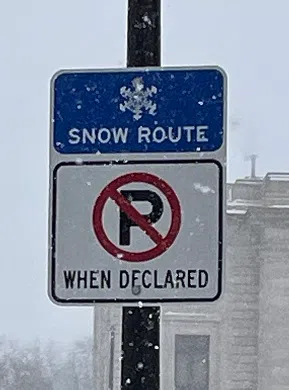 SNOW ROUTE
P
WHEN DECLARED